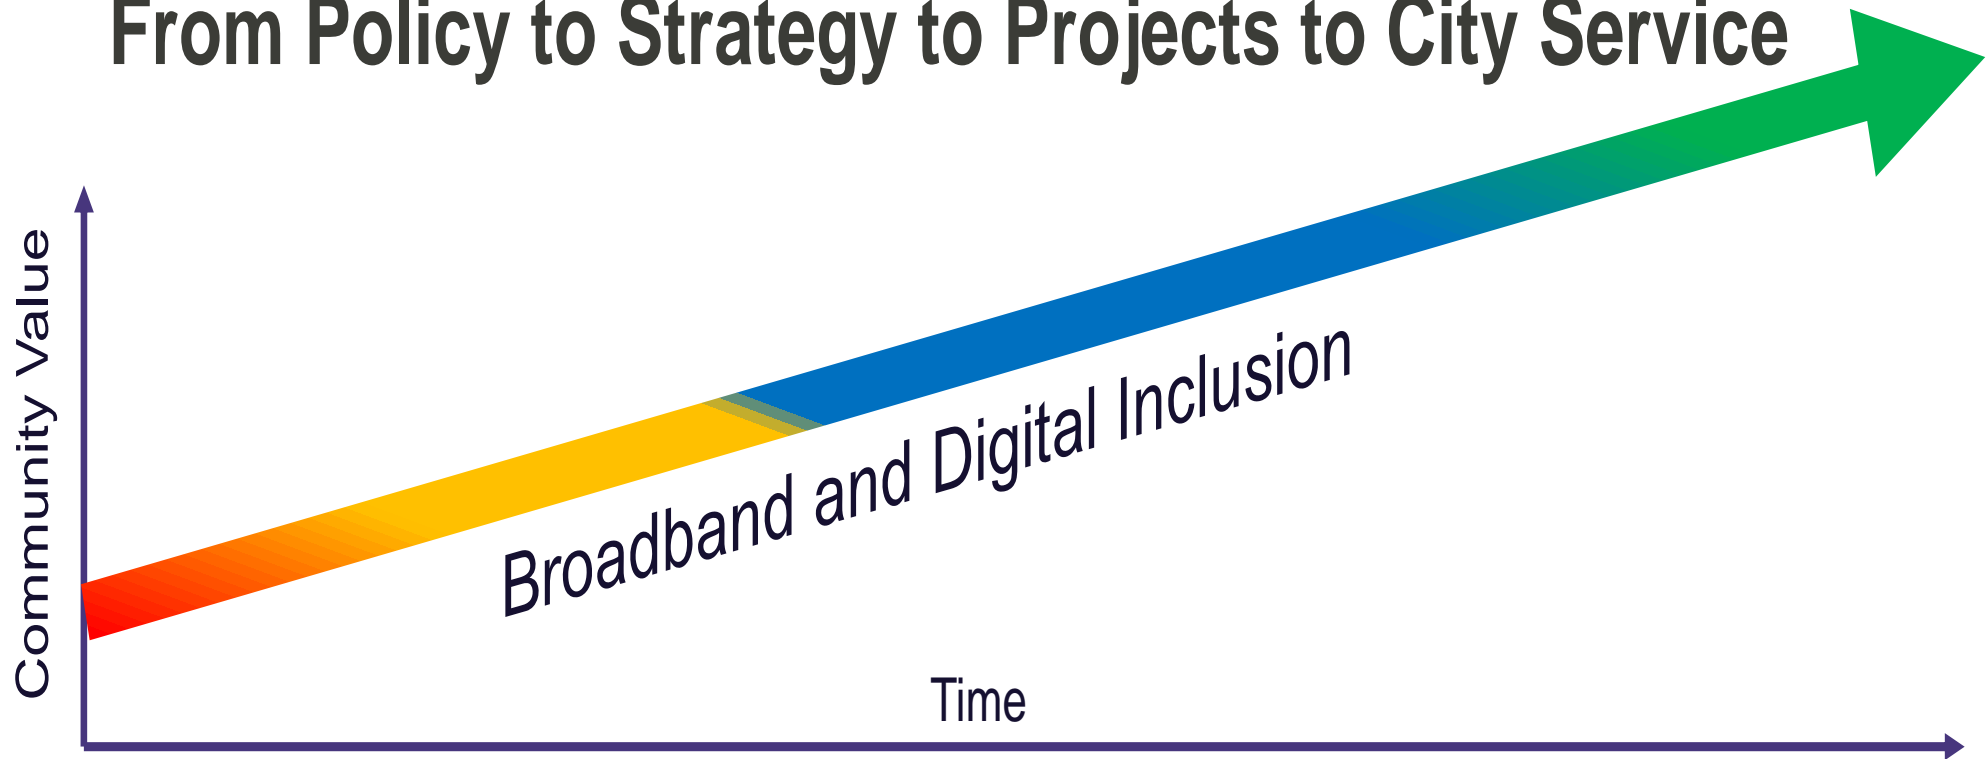 From Policy to Strategy to Projects to City Service
Community Value
Broadband and Digital Inclusion
Time